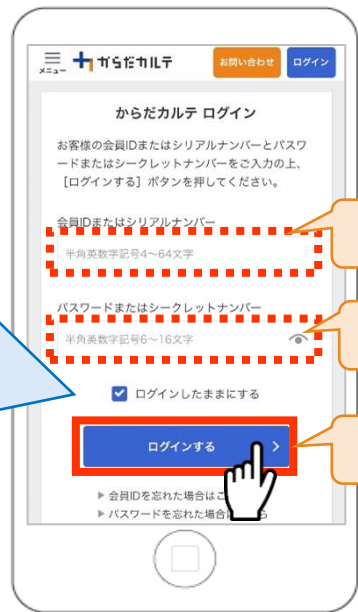 メニュー
からだカルテ
お問い合わせ
ログイン
からだカルテ ログイン
お客様の会員IDまたはシリアルナンバーとパスワ
ードまたはシークレットナンバーをご入力の上、
［ログインする］ボタンを押してください。
会員IDまたはシリアルナンバー
半角英数字記号4〜64文字
パスワードまたはシークレットナンバー
半角英数字記号6〜16文字
ログインしたままにする
ログインする
▶ 会員IDを忘れた場合はこ
▶ パスワードを忘れた場合 ら